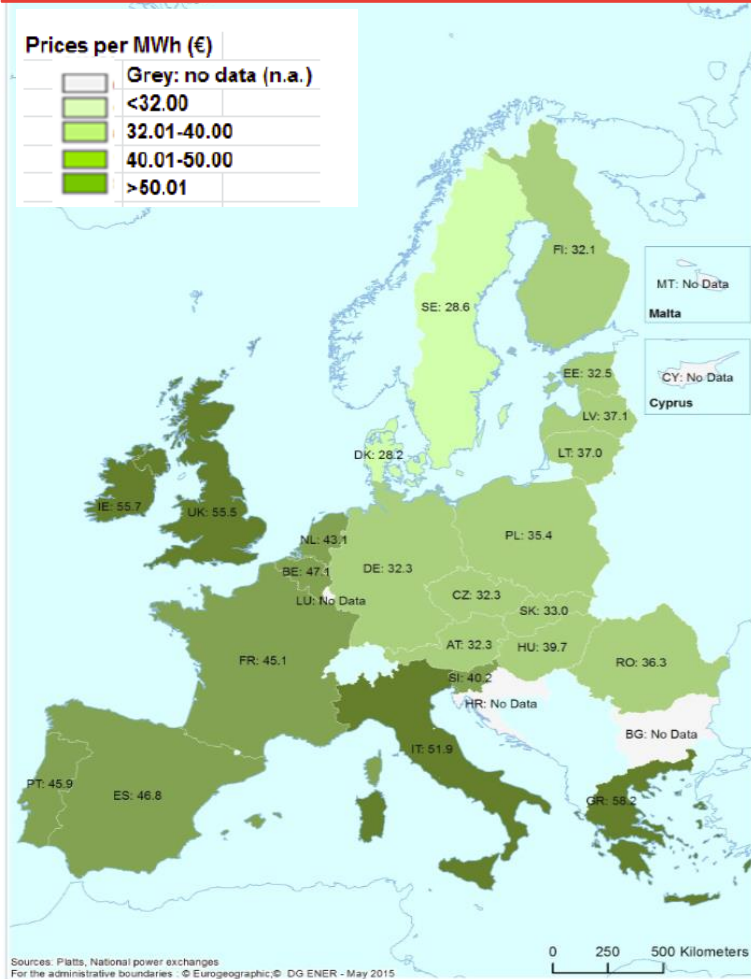 Prices per MWh (€)
Grey: no data (n.a.)
<32.00
32.01-40.00
40.01-50.00
>50.01
FI: 32.1
MT: No Data
Malta
SE: 28.6
EE: 32.5
CY: No Data
Cyprus
LV: 37.1
DK: 28.2
LT: 37.0
IE: 55.7
UK: 55.5
NL: 43.1
PL: 35.4
BE: 47.1
DE: 32.3
LU: No Data
CZ: 32.3
SK: 33.0
AT: 32.3
HU: 39.7
FR: 45.1
RO: 36.3
SI: 40.2
HR: No Data
BG: No Data
IT: 51.9
PT: 45.9
ES: 46.8
GR: 58.2
Sources: Platts, National power exchanges
For the administrative boundaries : © Eurogeographic;© DG ENER - May 2015
0 250 500 Kilometers